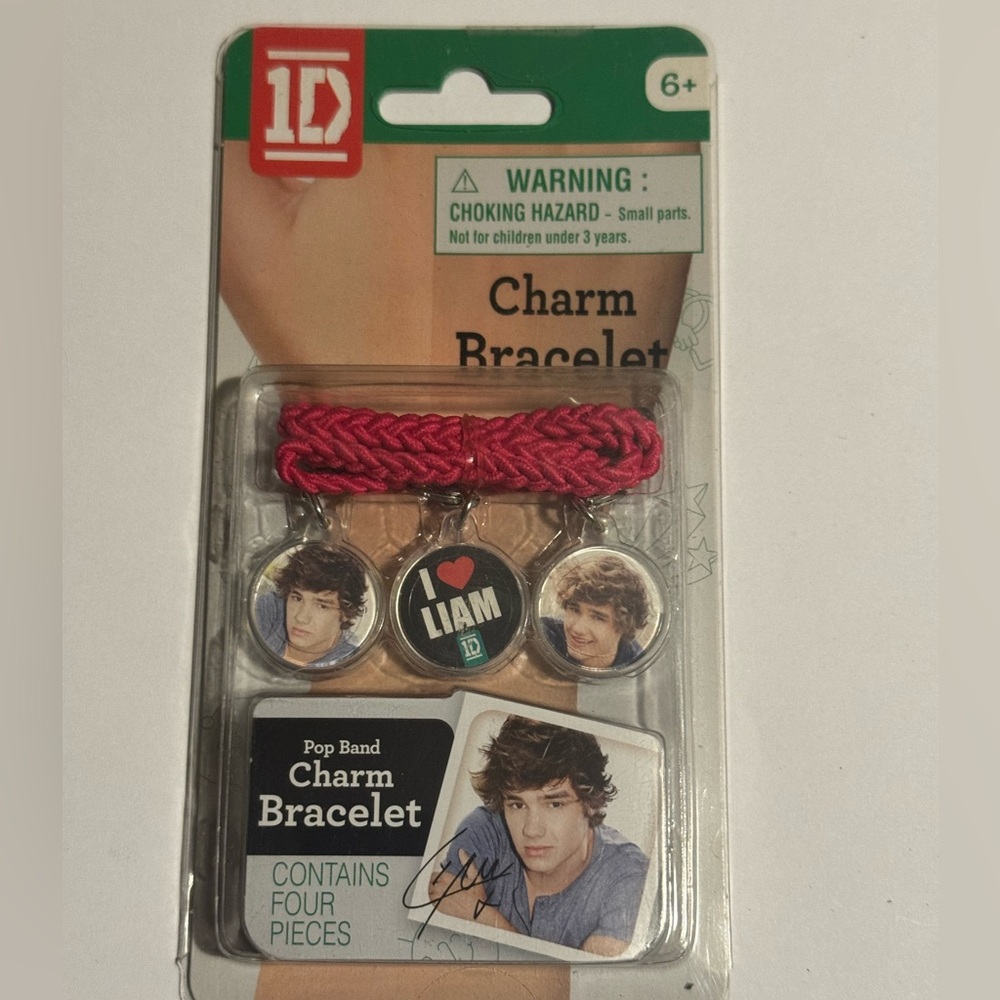 1D
6+
WARNING :
CHOKING HAZARD - Small parts.
Not for children under 3 years.
Charm
Bracelet
I
LIAM
1D
Pop Band
Charm
Bracelet
CONTAINS
FOUR
PIECES